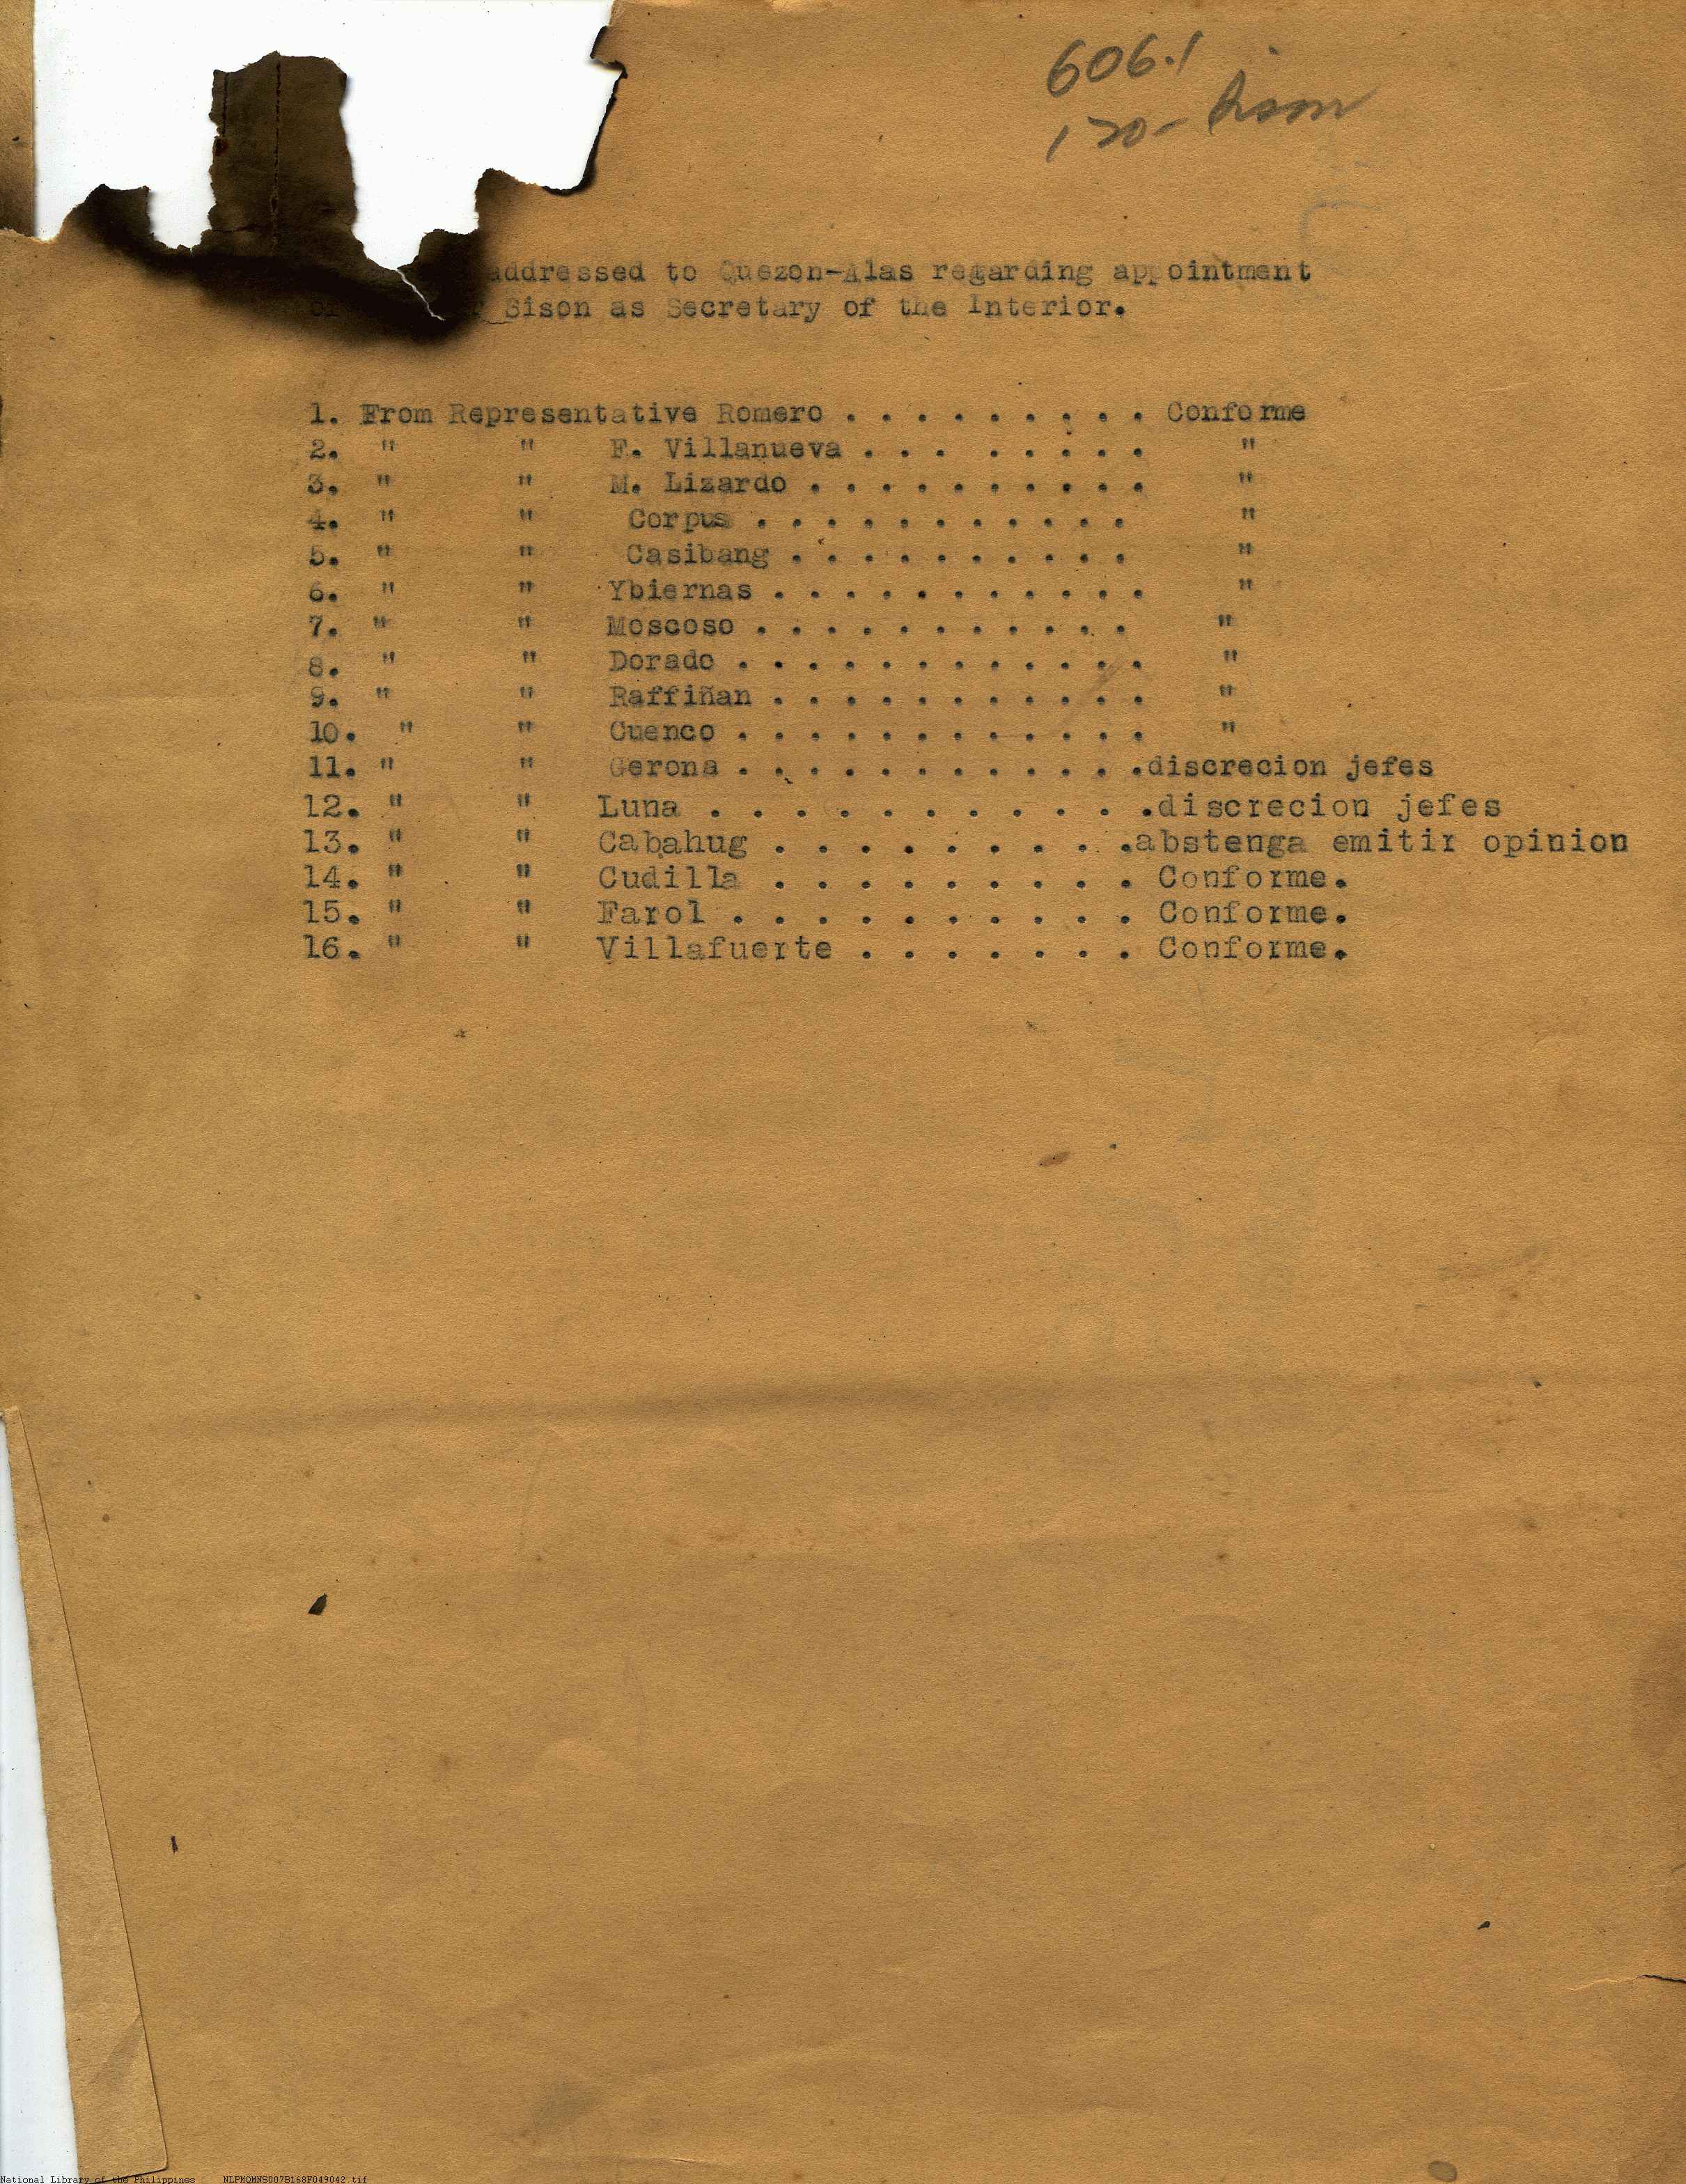 606.1
170- Sison
addressed to Quezon-Alas regarding appointment
of r Sison as Secretary of the Interior.
1. From Representative Romero . . . . . . . . . Conforme
2. " " F. Villanueva . . . . . . . . "
3. " " M. Lizardo . . . . . . . . . . "
4. " " Corpus . . . . . . . . . . . "
5. " " Casibang . . . . . . . . . . "
6. " " Ybiernas . . . . . . . . . . . "
7. " " Moscoso . . . . . . . . . . . "
8. " " Dorado . . . . . . . . . . . . "
9. " " Raffiñan . . . . . . . . . . . "
10. " " Cuenco . . . . . . . . . . . . "
11. " " Gerona . . . . . . . . . . . .discrecion jefes
12. " " Luna . . . . . . . . . . .discrecion jefes
13. " " Cabahug . . . . . . . . .abstenga emitir opinion
14. " " Cudilla . . . . . . . . . Conforme.
15. " " Farol . . . . . . . . . . Conforme.
16. " " Villafuerte . . . . . . . Conforme.
National Library of the Philippines NLPMQMNS007B168F049042.tif